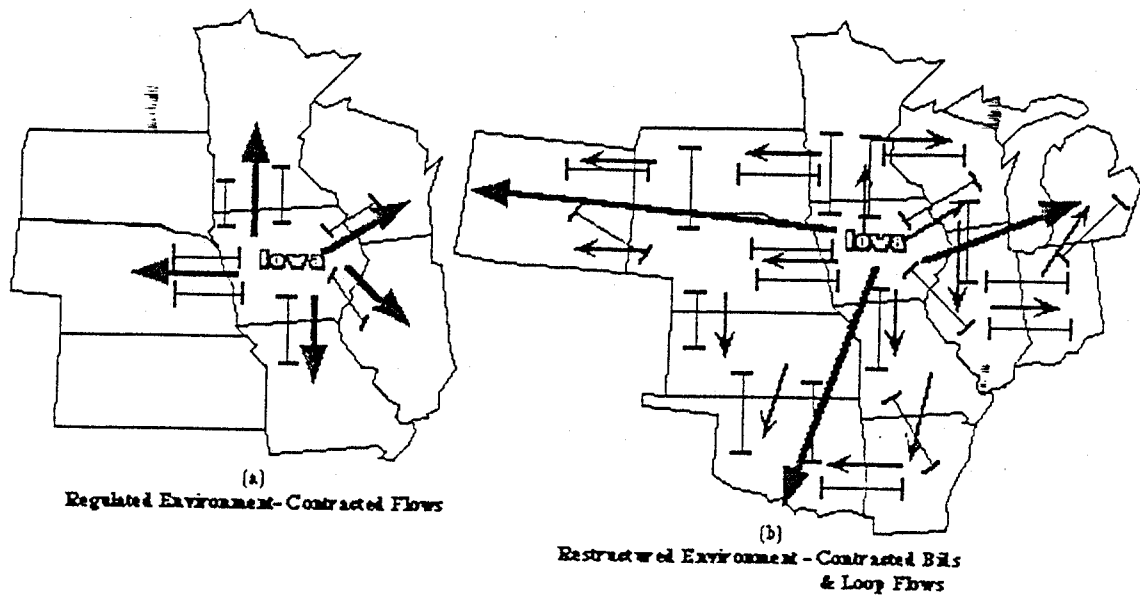 Iowa
Iowa
(a)
Regulated Environment- Contracted Flows
(b)
Restructured Environment - Contracted Bils
& Loop Flows